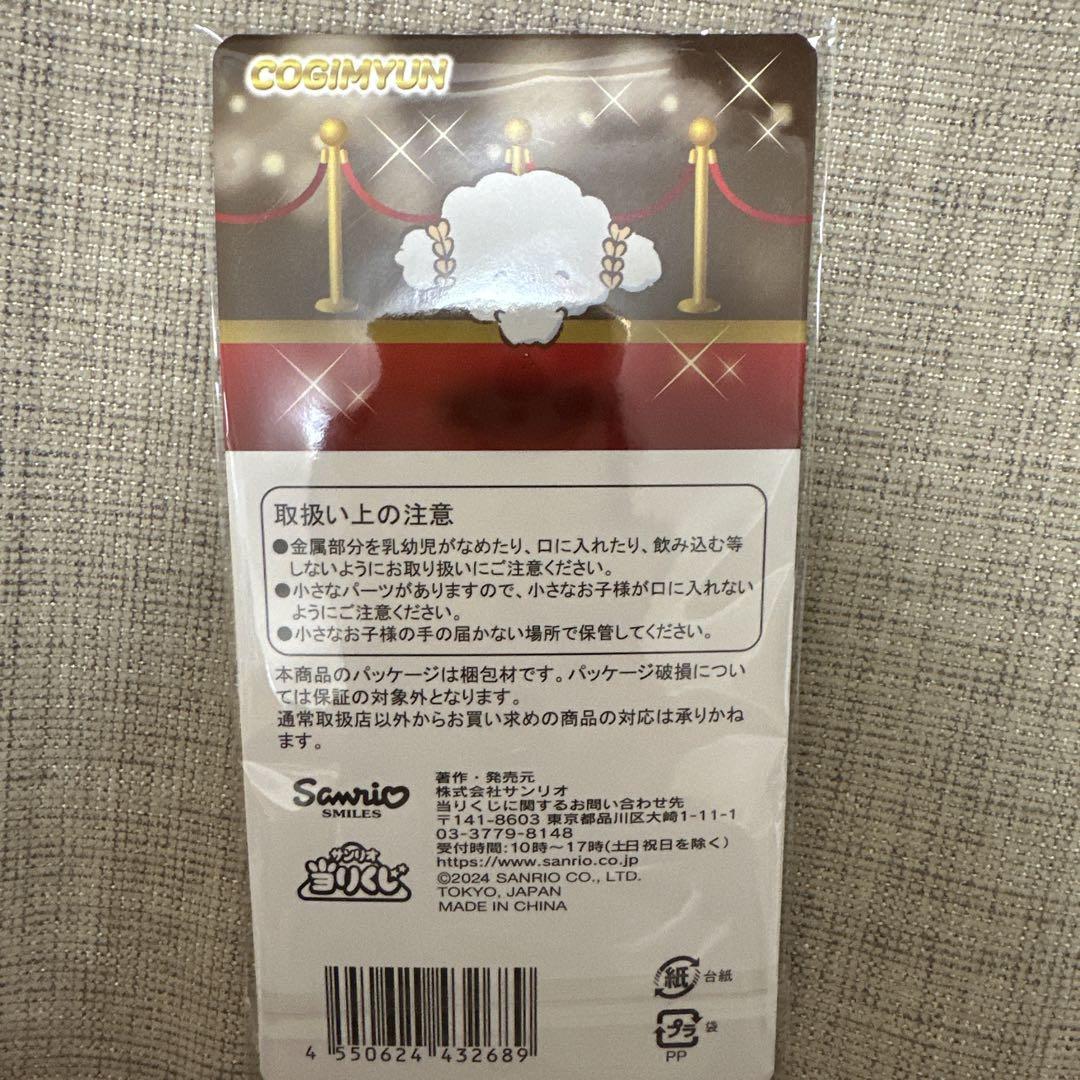 COGIMYUN
取扱い上の注意
●金属部分を乳幼児がなめたり、口に入れたり、飲み込む等
しないようにお取り扱いにご注意ください。
●小さなパーツがありますので、小さなお子様が口に入れない
ようにご注意ください。
●小さなお子様の手の届かない場所で保管してください。
本商品のパッケージは梱包材です。パッケージ破損につい
ては保証の対象外となります。
通常取扱店以外からお買い求めの商品の対応は承りかね
ます。
Sanrio
SMILES
サンリオ
当りくじ
著作・発売元
株式会社サンリオ
当りくじに関するお問い合わせ先
〒141-8603 東京都品川区大崎1-11-1
03-3779-8148
受付時間:10時～17時(土日祝日を除く)
https://www.sanrio.co.jp
©2024 SANRIO CO., LTD.
TOKYO, JAPAN
MADE IN CHINA
紙 台紙
プラ 袋
PP
4 550624 432689